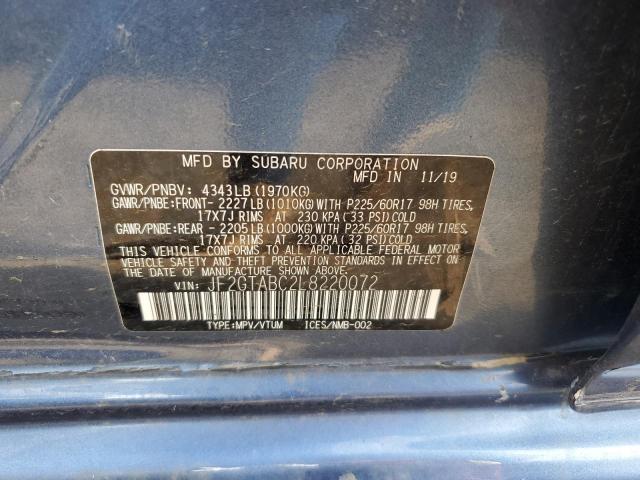 MFD BY SUBARU CORPORATION
MFD IN 11/19
GVWR/PNBV: 4343LB(1970KG)
GAWR/PNBE:FRONT- 2227LB(1010KG)WITH P225/60R17 98H TIRES,
17X7J RIMS AT 230 KPA(33 PSI)COLD
GAWR/PNBE:REAR - 2205LB(1000KG)WITH P225/60R17 98H TIRES,
17X7J RIMS AT 220 KPA(32 PSI)COLD
THIS VEHICLE CONFORMS TO ALL APPLICABLE FEDERAL MOTOR
VEHICLE SAFETY AND THEFT PREVENTION STANDARDS IN EFFECT ON THE
DATE OF MANUFACTURE SHOWN ABOVE.
VIN: JF2GTABC2L8220072
TYPE:MPV/VTUM ICES/NMB-002